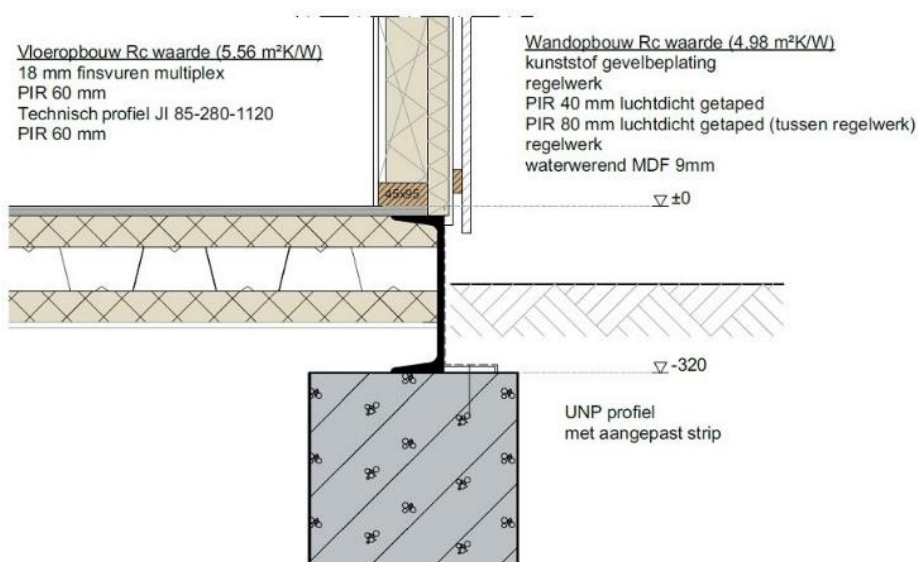 Vloeropbouw Rc waarde (5,56 m²K/W)
18 mm finsvuren multiplex
PIR 60 mm
Technisch profiel JI 85-280-1120
PIR 60 mm
Wandopbouw Rc waarde (4,98 m²K/W)
kunststof gevelbeplating
regelwerk
PIR 40 mm luchtdicht getaped
PIR 80 mm luchtdicht getaped (tussen regelwerk)
regelwerk
waterwerend MDF 9mm
45x95
±0
-320
UNP profiel
met aangepast strip